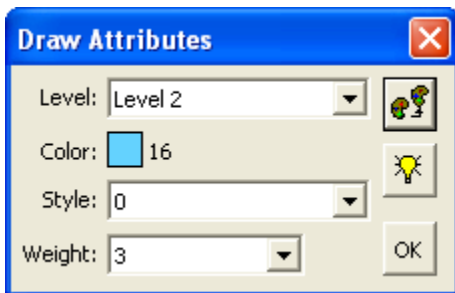 Draw Attributes
Level: Level 2
Color: 16
Style: 0
Weight: 3
OK